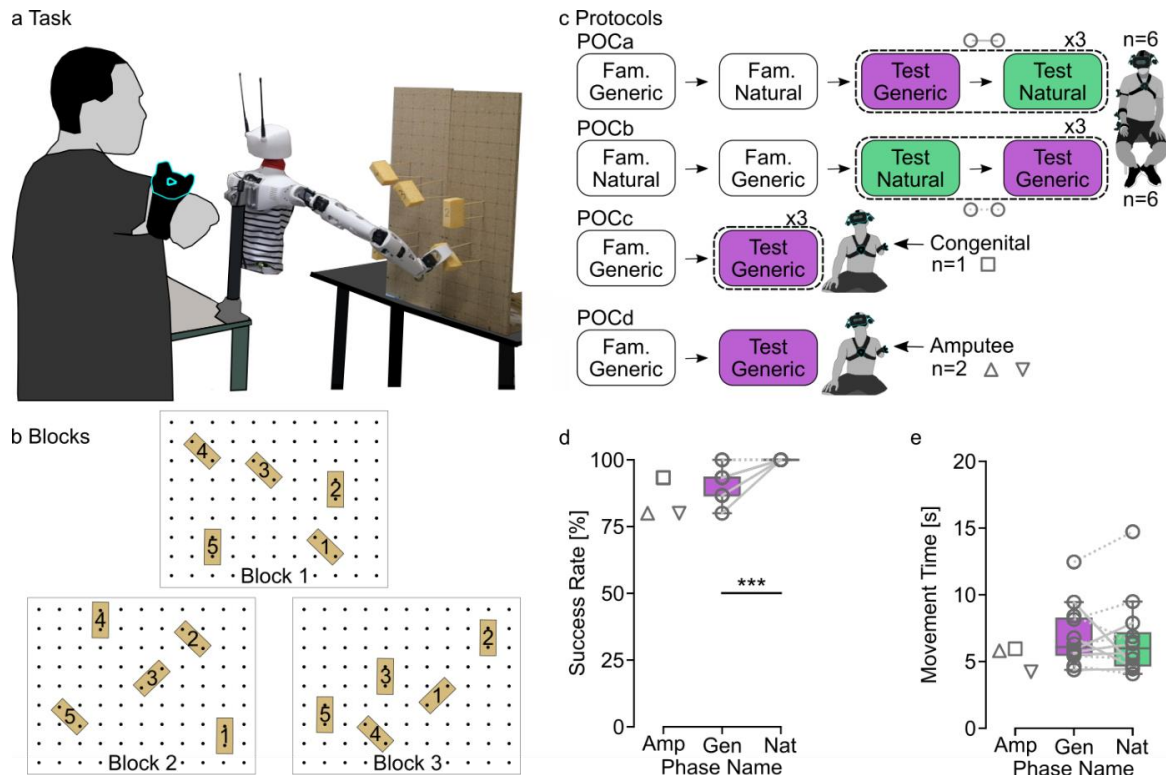 a Task
c Protocols
POCa
x3
n=6
Fam.
Generic
Fam.
Natural
Test
Generic
Test
Natural
POCb
x3
Fam.
Natural
Fam.
Generic
Test
Natural
Test
Generic
n=6
POCc
x3
Fam.
Generic
Test
Generic
Congenital
n=1
POCd
Fam.
Generic
Test
Generic
Amputee
n=2
b Blocks
4
3
2
5
1
Block 1
4
2
3
5
1
Block 2
2
3
1
5
4
Block 3
d
Success Rate [%]
100
75
50
25
0
***
Amp Gen Nat
Phase Name
e
Movement Time [s]
20
15
10
5
0
Amp Gen Nat
Phase Name